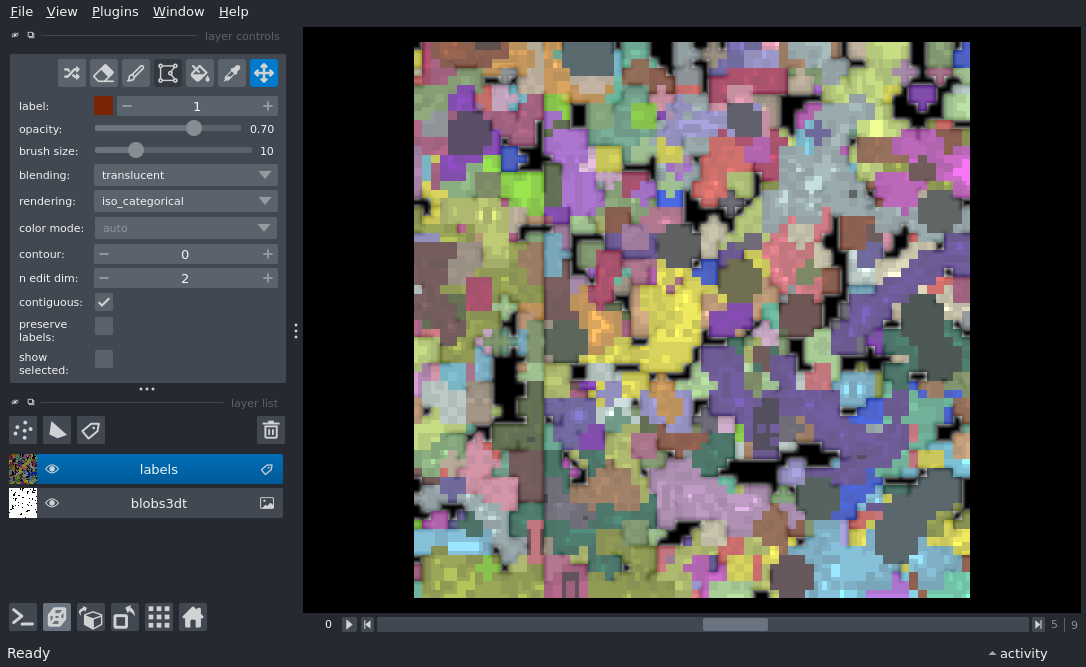 File View Plugins Window Help
layer controls
label: 1
opacity: 0.70
brush size: 10
blending: translucent
rendering: iso_categorical
color mode: auto
contour: 0
n edit dim: 2
contiguous:
preserve
labels:
show
selected:
layer list
labels
blobs3dt
0 5 | 9
Ready activity